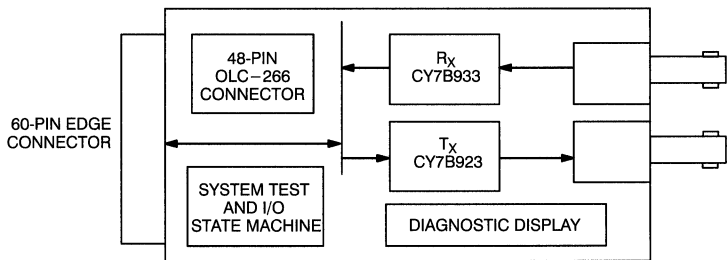 48-PIN
OLC-266
CONNECTOR
RX
CY7B933
60-PIN EDGE
CONNECTOR
TX
CY7B923
SYSTEM TEST
AND I/O
STATE MACHINE
DIAGNOSTIC DISPLAY